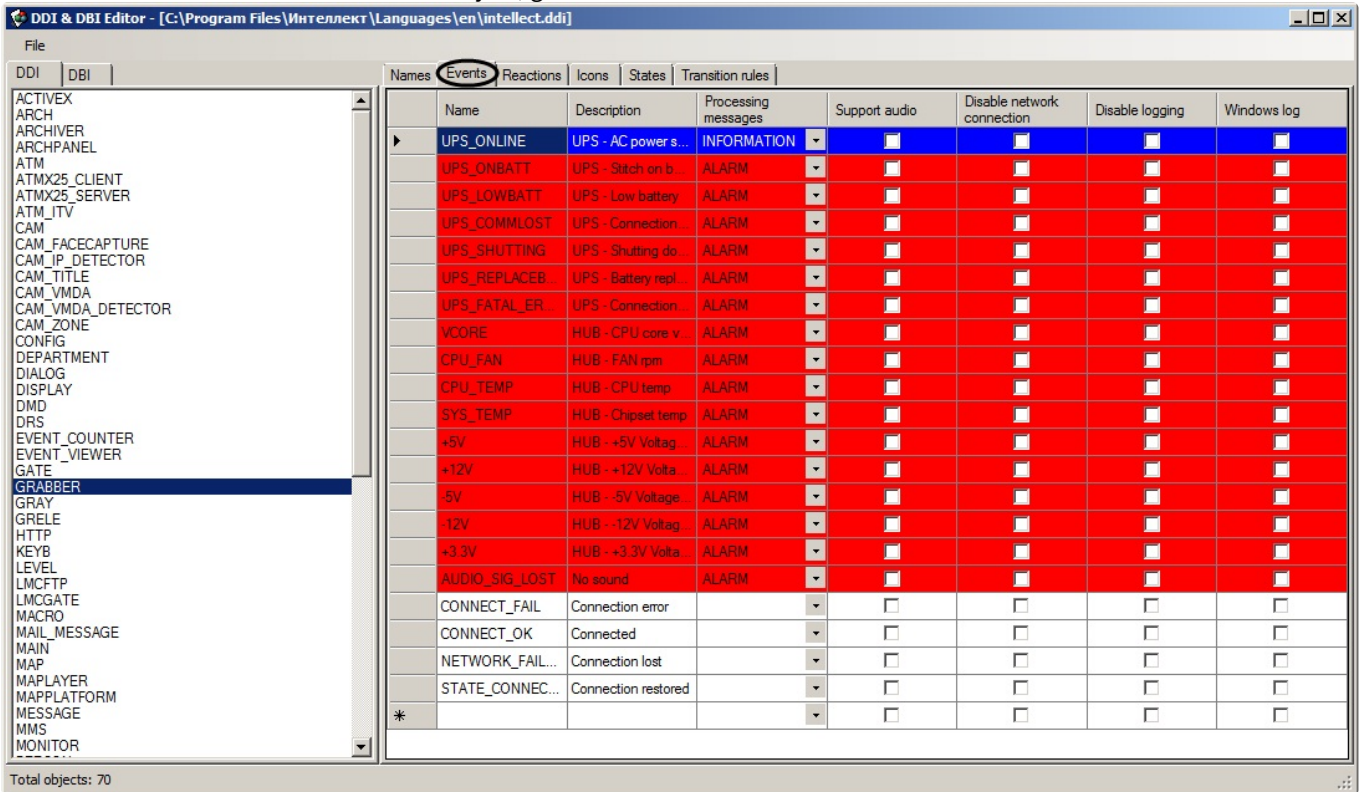 DDI & DBI Editor - [C:\Program Files\Интеллект\Languages\en\intellect.ddi]
File
DDI DBI
Names Events Reactions Icons States Transition rules
ACTIVEX
ARCH
ARCHIVER
ARCHPANEL
ATM
ATMX25_CLIENT
ATMX25_SERVER
ATM_ITV
CAM
CAM_FACECAPTURE
CAM_IP_DETECTOR
CAM_TITLE
CAM_VMDA
CAM_VMDA_DETECTOR
CAM_ZONE
CONFIG
DEPARTMENT
DIALOG
DISPLAY
DMD
DRS
EVENT_COUNTER
EVENT_VIEWER
GATE
GRABBER
GRAY
GRELE
HTTP
KEYB
LEVEL
LMCFTP
LMCGATE
MACRO
MAIL_MESSAGE
MAIN
MAP
MAPLAYER
MAPPLATFORM
MESSAGE
MMS
MONITOR
Name Description Processing messages Support audio Disable network connection Disable logging Windows log
UPS_ONLINE UPS - AC power s... INFORMATION
UPS_ONBATT UPS - Stitch on b... ALARM
UPS_LOWBATT UPS - Low battery ALARM
UPS_COMMLOST UPS - Connection... ALARM
UPS_SHUTTING UPS - Shutting do... ALARM
UPS_REPLACEB... UPS - Battery repl... ALARM
UPS_FATAL_ER... UPS - Connection... ALARM
VCORE HUB - CPU core v... ALARM
CPU_FAN HUB - FAN rpm ALARM
CPU_TEMP HUB - CPU temp ALARM
SYS_TEMP HUB - Chipset temp ALARM
+5V HUB - +5V Voltag... ALARM
+12V HUB - +12V Volta... ALARM
-5V HUB - -5V Voltage... ALARM
-12V HUB - -12V Voltag... ALARM
+3.3V HUB - +3.3V Volta... ALARM
AUDIO_SIG_LOST No sound ALARM
CONNECT_FAIL Connection error
CONNECT_OK Connected
NETWORK_FAIL... Connection lost
STATE_CONNEC... Connection restored
Total objects: 70